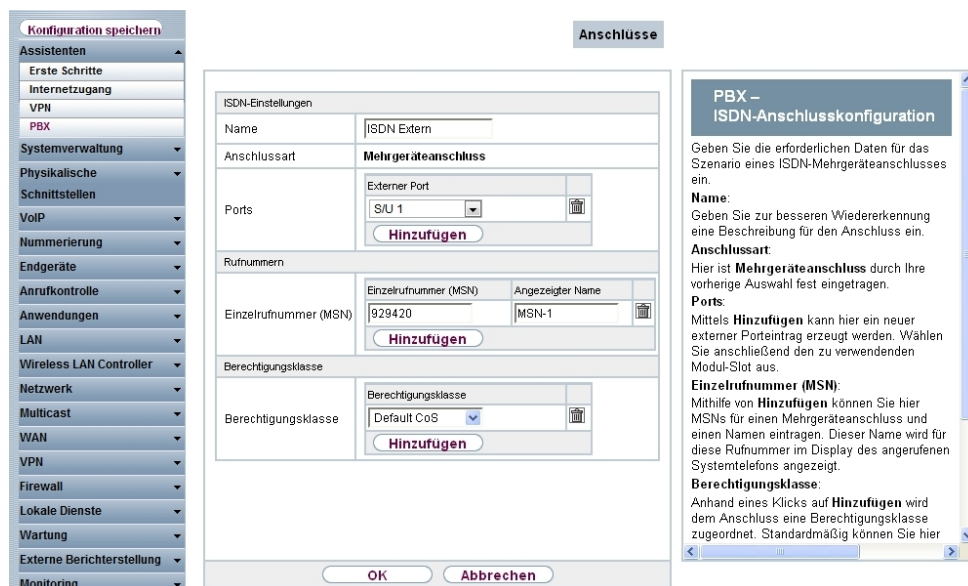 Konfiguration speichern
Assistenten
Erste Schritte
Internetzugang
VPN
PBX
Systemverwaltung
Physikalische
Schnittstellen
VoIP
Nummerierung
Endgeräte
Anrufkontrolle
Anwendungen
LAN
Wireless LAN Controller
Netzwerk
Multicast
WAN
VPN
Firewall
Lokale Dienste
Wartung
Externe Berichterstellung
Monitoring
Anschlüsse
ISDN-Einstellungen
Name
ISDN Extern
Anschlussart
Mehrgeräteanschluss
Ports
Externer Port
S/U 1
Hinzufügen
Rufnummern
Einzelrufnummer (MSN)
Einzelrufnummer (MSN) Angezeigter Name
929420 MSN-1
Hinzufügen
Berechtigungsklasse
Berechtigungsklasse
Berechtigungsklasse
Default CoS
Hinzufügen
OK Abbrechen
PBX –
ISDN-Anschlusskonfiguration
Geben Sie die erforderlichen Daten für das
Szenario eines ISDN-Mehrgeräteanschlusses
ein.
Name:
Geben Sie zur besseren Wiedererkennung
eine Beschreibung für den Anschluss ein.
Anschlussart:
Hier ist Mehrgeräteanschluss durch Ihre
vorherige Auswahl fest eingetragen.
Ports:
Mittels Hinzufügen kann hier ein neuer
externer Porteintrag erzeugt werden. Wählen
Sie anschließend den zu verwendenden
Modul-Slot aus.
Einzelrufnummer (MSN):
Mithilfe von Hinzufügen können Sie hier
MSNs für einen Mehrgeräteanschluss und
einen Namen eintragen. Dieser Name wird für
diese Rufnummer im Display des angerufenen
Systemtelefons angezeigt.
Berechtigungsklasse:
Anhand eines Klicks auf Hinzufügen wird
dem Anschluss eine Berechtigungsklasse
zugeordnet. Standardmäßig können Sie hier